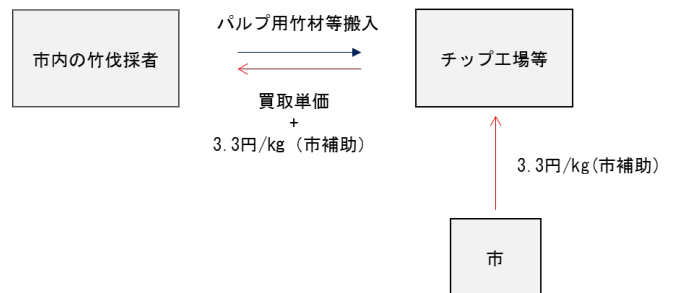 パルプ用竹材等搬入
市内の竹伐採者
チップ工場等
買取単価
+
3.3円/kg（市補助）
3.3円/kg(市補助)
市